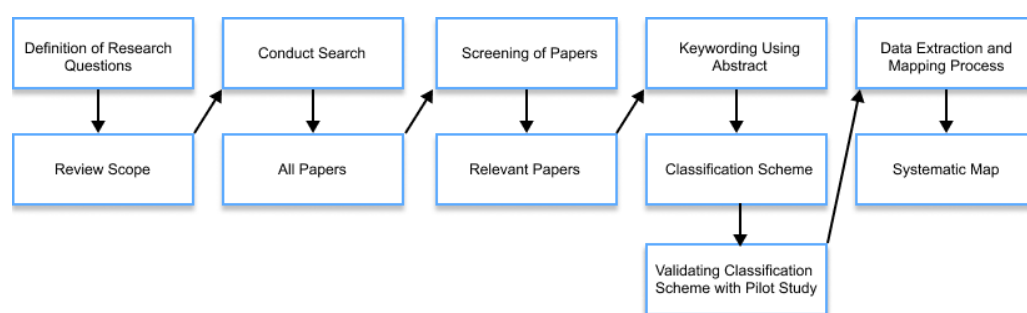 Definition of Research
Questions
Review Scope
Conduct Search
All Papers
Screening of Papers
Relevant Papers
Keywording Using
Abstract
Classification Scheme
Validating Classification
Scheme with Pilot Study
Data Extraction and
Mapping Process
Systematic Map